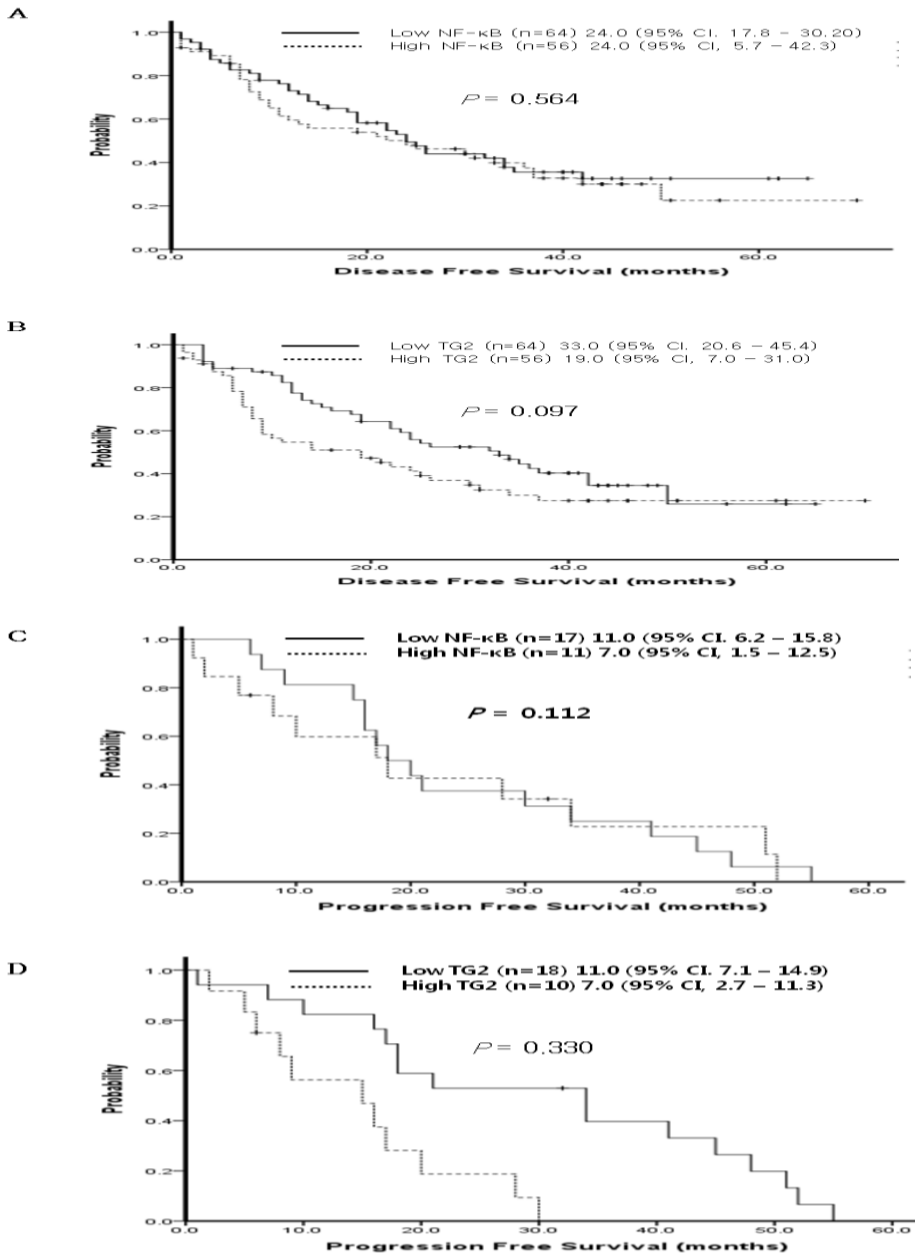 A
Low NF-κB (n=64) 24.0 (95% CI. 17.8 – 30.20)
High NF-κB (n=56) 24.0 (95% CI, 5.7 – 42.3)
P = 0.564
Probability
1.0
0.8
0.6
0.4
0.2
0.0
0.0 20.0 40.0 60.0
Disease Free Survival (months)
B
Low TG2 (n=64) 33.0 (95% CI. 20.6 – 45.4)
High TG2 (n=56) 19.0 (95% CI, 7.0 – 31.0)
P = 0.097
Probability
1.0
0.8
0.6
0.4
0.2
0.0
0.0 20.0 40.0 60.0
Disease Free Survival (months)
C
Low NF-κB (n=17) 11.0 (95% CI. 6.2 – 15.8)
High NF-κB (n=11) 7.0 (95% CI, 1.5 – 12.5)
P = 0.112
Probability
1.0
0.8
0.6
0.4
0.2
0.0
0.0 10.0 20.0 30.0 40.0 50.0 60.0
Progression Free Survival (months)
D
Low TG2 (n=18) 11.0 (95% CI. 7.1 – 14.9)
High TG2 (n=10) 7.0 (95% CI, 2.7 – 11.3)
P = 0.330
Probability
1.0
0.8
0.6
0.4
0.2
0.0
0.0 10.0 20.0 30.0 40.0 50.0 60.0
Progression Free Survival (months)